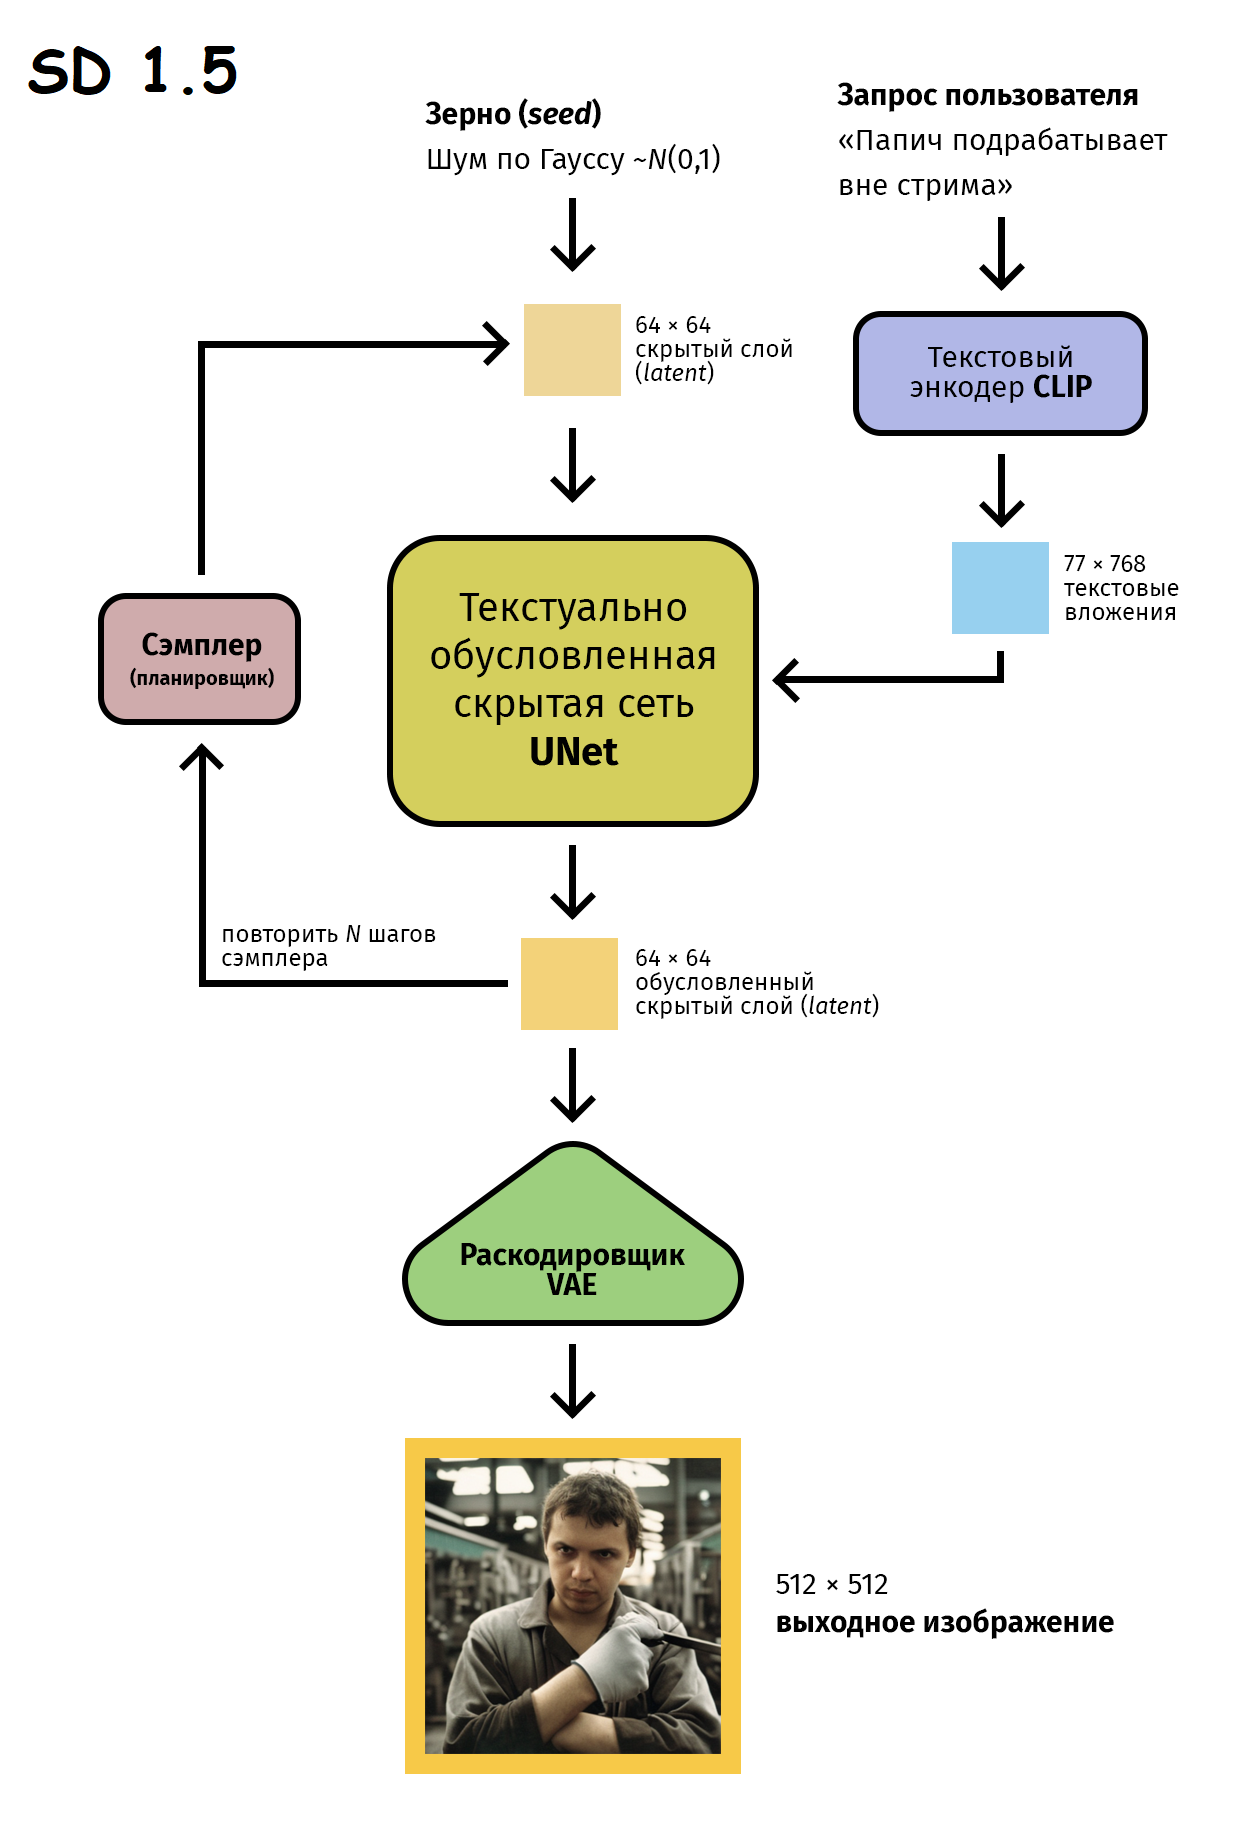 SD 1.5
Зерно (seed)
Шум по Гауссу ~N(0,1)
Запрос пользователя
«Папич подрабатывает
вне стрима»
64 × 64
скрытый слой
(latent)
Текстовый
энкодер CLIP
77 × 768
текстовые
вложения
Сэмплер
(планировщик)
Текстуально
обусловленная
скрытая сеть
UNet
повторить N шагов
сэмплера
64 × 64
обусловленный
скрытый слой (latent)
Раскодировщик
VAE
512 × 512
выходное изображение